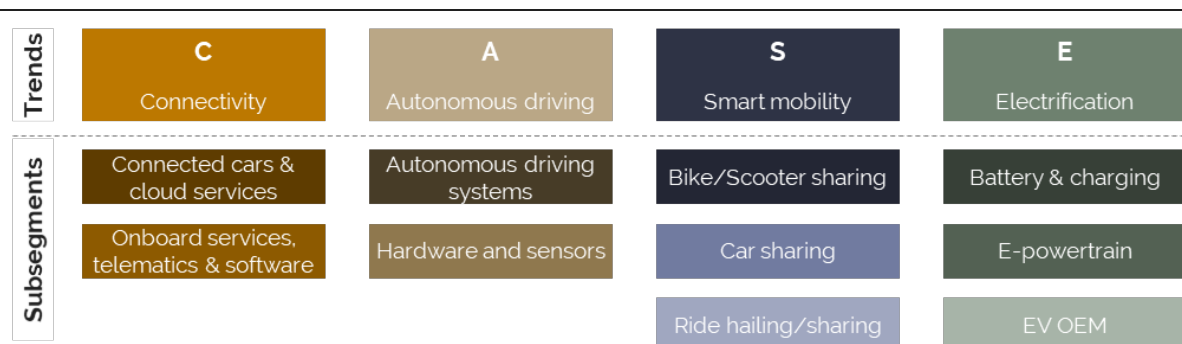 Trends
C
Connectivity
A
Autonomous driving
S
Smart mobility
E
Electrification
Subsegments
Connected cars &
cloud services
Autonomous driving
systems
Bike/Scooter sharing
Battery & charging
Onboard services,
telematics & software
Hardware and sensors
Car sharing
E-powertrain
Ride hailing/sharing
EV OEM